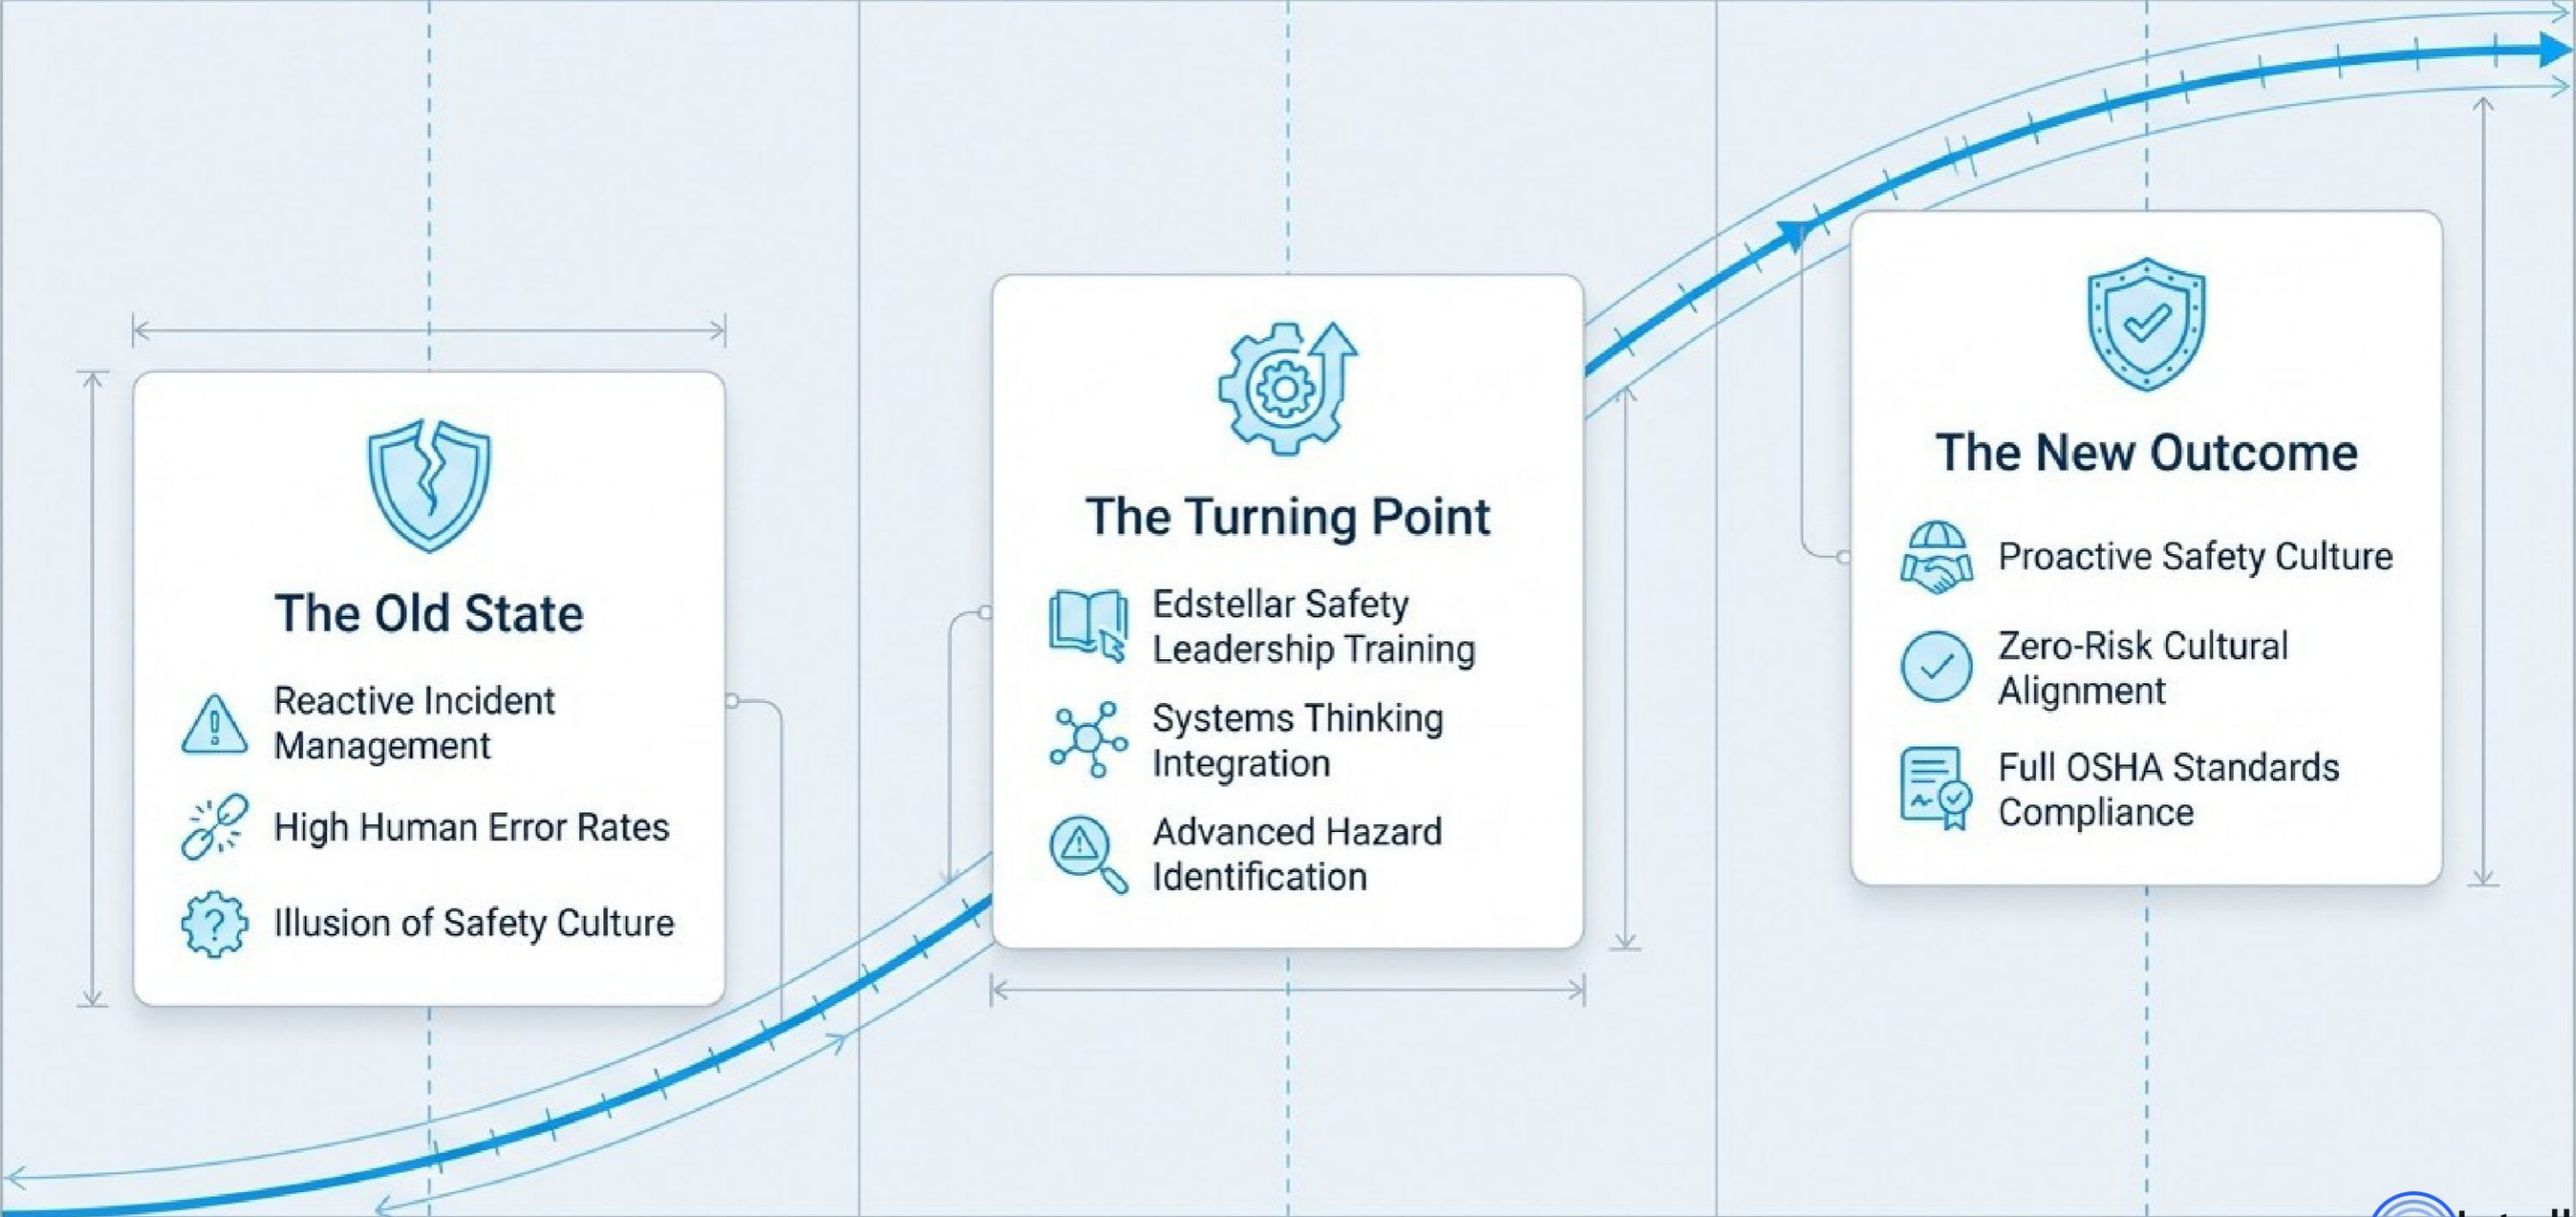 The Old State
Reactive Incident
Management
High Human Error Rates
Illusion of Safety Culture
The Turning Point
Edstellar Safety
Leadership Training
Systems Thinking
Integration
Advanced Hazard
Identification
The New Outcome
Proactive Safety Culture
Zero-Risk Cultural
Alignment
Full OSHA Standards
Compliance